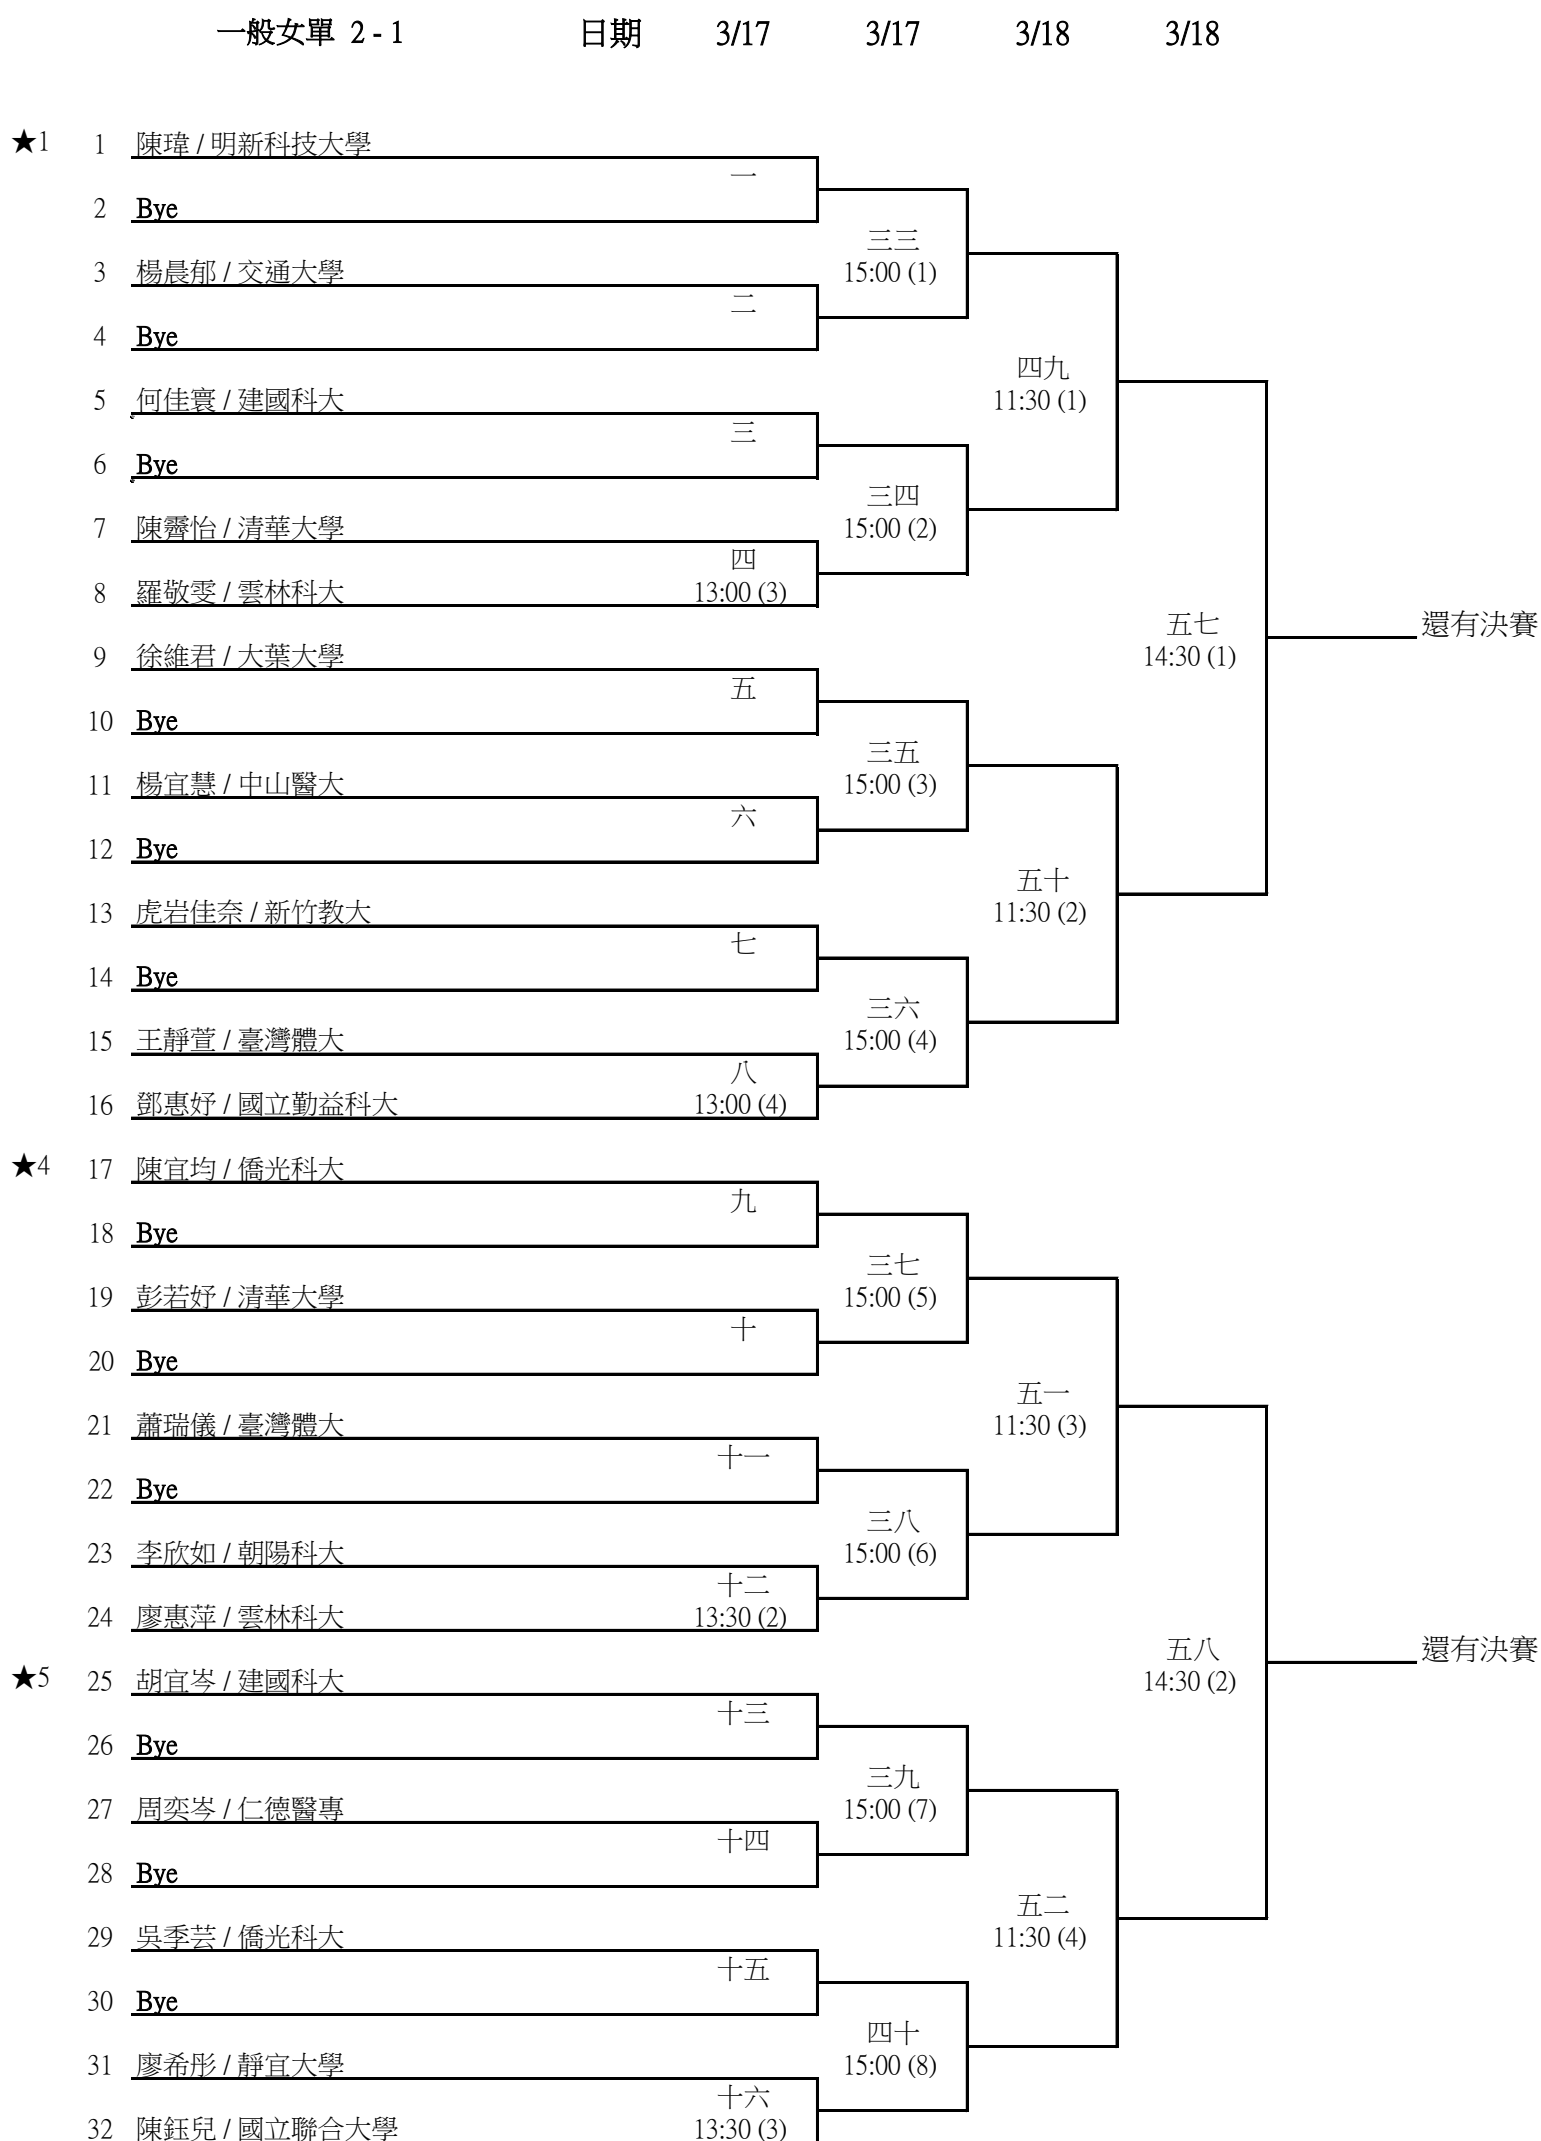 一般女單 2 - 1 日期 3/17 3/17 3/18 3/18
★1 1 陳瑋 / 明新科技大學
一
2 Bye
三三
3 楊晨郁 / 交通大學 15:00 (1)
二
4 Bye
四九
5 何佳寰 / 建國科大 11:30 (1)
三
6 Bye
三四
7 陳霽怡 / 清華大學 15:00 (2)
四
8 羅敬雯 / 雲林科大 13:00 (3)
五七 還有決賽
9 徐維君 / 大葉大學 14:30 (1)
五
10 Bye
三五
11 楊宜慧 / 中山醫大 15:00 (3)
六
12 Bye
五十
13 虎岩佳奈 / 新竹教大 11:30 (2)
七
14 Bye
三六
15 王靜萱 / 臺灣體大 15:00 (4)
八
16 鄧惠妤 / 國立勤益科大 13:00 (4)
★4 17 陳宜均 / 僑光科大
九
18 Bye
三七
19 彭若妤 / 清華大學 15:00 (5)
十
20 Bye
五一
21 蕭瑞儀 / 臺灣體大 11:30 (3)
十一
22 Bye
三八
23 李欣如 / 朝陽科大 15:00 (6)
十二
24 廖惠萍 / 雲林科大 13:30 (2)
五八 還有決賽
★5 25 胡宜岑 / 建國科大 14:30 (2)
十三
26 Bye
三九
27 周奕岑 / 仁德醫專 15:00 (7)
十四
28 Bye
五二
29 吳季芸 / 僑光科大 11:30 (4)
十五
30 Bye
四十
31 廖希彤 / 靜宜大學 15:00 (8)
十六
32 陳鈺兒 / 國立聯合大學 13:30 (3)